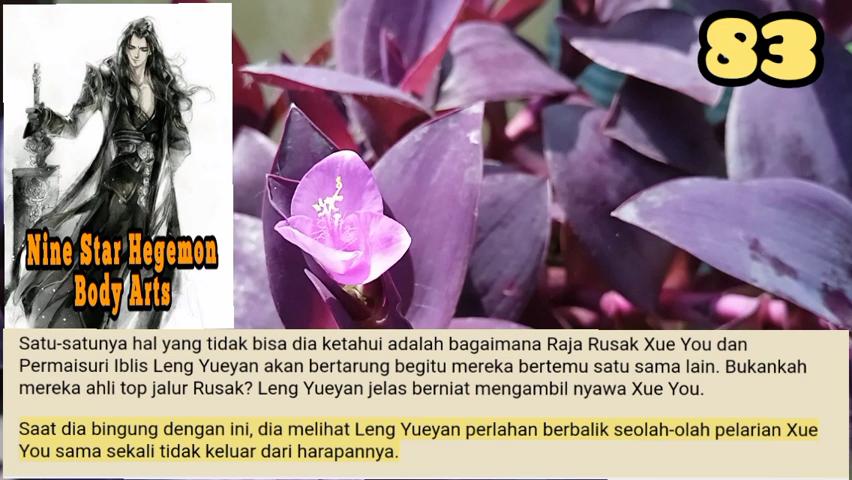 83
Nine Star Hegemon
Body Arts
Satu-satunya hal yang tidak bisa dia ketahui adalah bagaimana Raja Rusak Xue You dan
Permaisuri Iblis Leng Yueyan akan bertarung begitu mereka bertemu satu sama lain. Bukankah
mereka ahli top jalur Rusak? Leng Yueyan jelas berniat mengambil nyawa Xue You.
Saat dia bingung dengan ini, dia melihat Leng Yueyan perlahan berbalik seolah-olah pelarian Xue
You sama sekali tidak keluar dari harapannya.